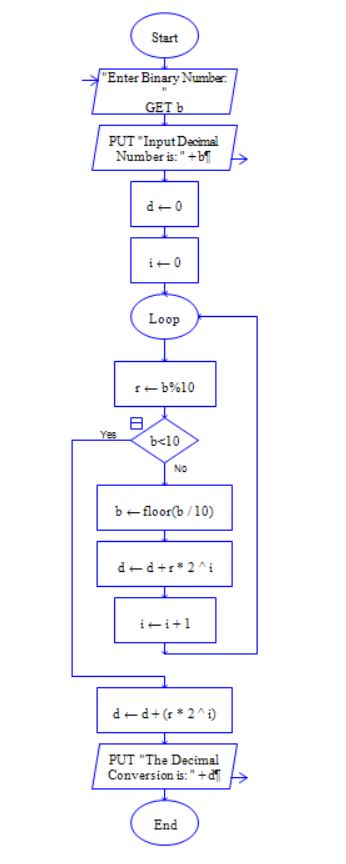 Start
"Enter Binary Number:
"
GET b
PUT "Input Decimal
Number is: " +b¶
d ← 0
i ← 0
Loop
r ← b%10
Yes
b<10
No
b ← floor(b / 10)
d ← d + r * 2 ^ i
i ← i + 1
d ← d + (r * 2 ^ i)
PUT "The Decimal
Conversion is: " +d¶
End